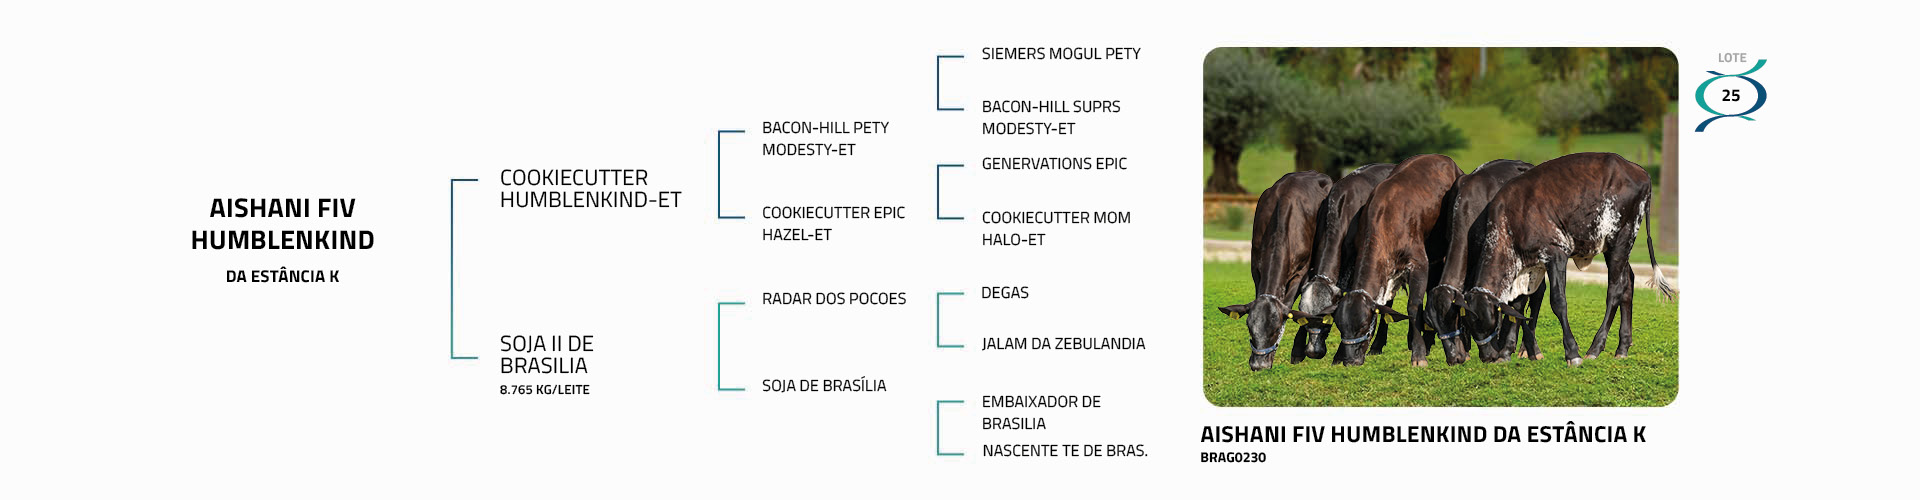 AISHANI FIV
HUMBLENKIND
DA ESTÂNCIA K
COOKIECUTTER
HUMBLENKIND-ET
SOJA II DE
BRASILIA
8.765 KG/LEITE
BACON-HILL PETY
MODESTY-ET
COOKIECUTTER EPIC
HAZEL-ET
RADAR DOS POCOES
SOJA DE BRASÍLIA
SIEMERS MOGUL PETY
BACON-HILL SUPRS
MODESTY-ET
GENERVATIONS EPIC
COOKIECUTTER MOM
HALO-ET
DEGAS
JALAM DA ZEBULANDIA
EMBAIXADOR DE
BRASILIA
NASCENTE TE DE BRAS.
LOTE
25
AISHANI FIV HUMBLENKIND DA ESTÂNCIA K
BRAG0230